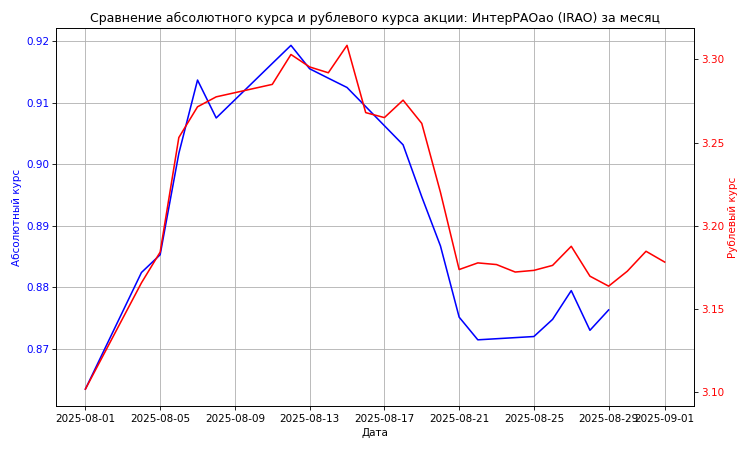 Сравнение абсолютного курса и рублевого курса акции: ИнтерРАОао (IRAO) за месяц
0.92
0.91
0.90
0.89
0.88
0.87
Абсолютный курс
3.30
3.25
3.20
3.15
3.10
Рублевый курс
2025-08-01 2025-08-05 2025-08-09 2025-08-13 2025-08-17 2025-08-21 2025-08-25 2025-08-29 2025-09-01
Дата